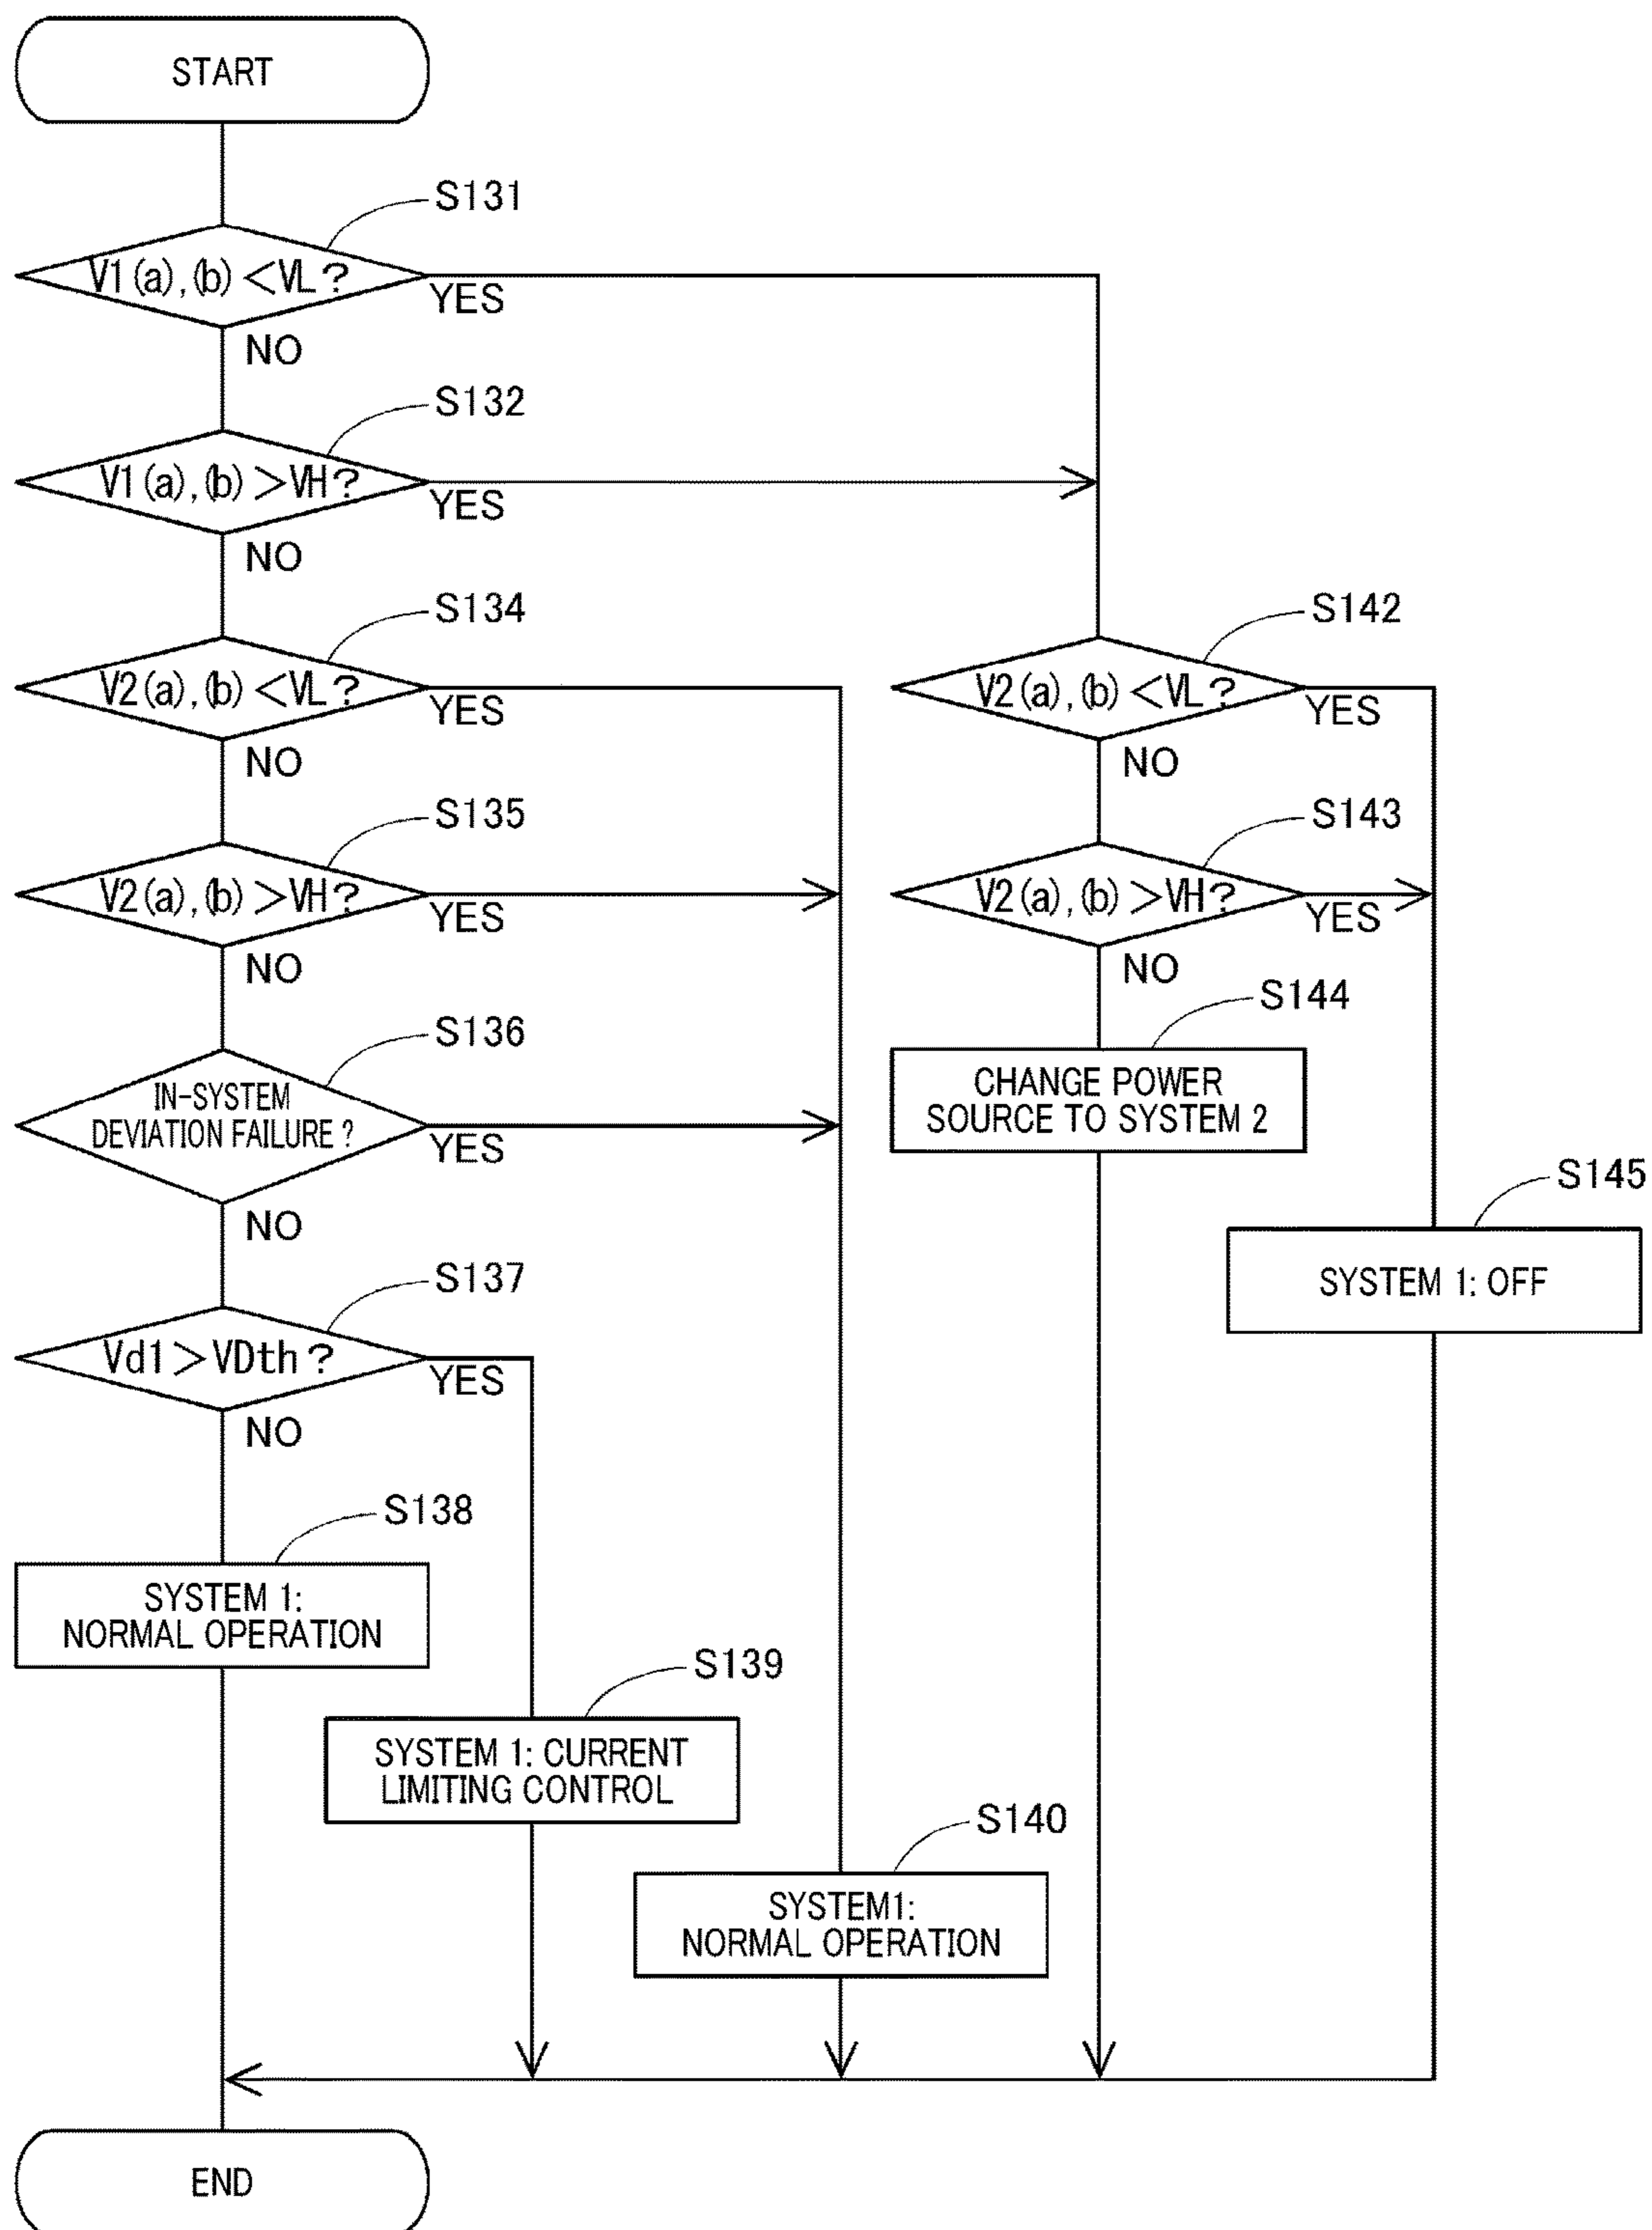 START
S131
V1(a),(b)<VL?
YES
NO
S132
V1(a),(b)>VH?
YES
NO
S134
V2(a),(b)<VL?
YES
NO
S142
V2(a),(b)<VL?
YES
NO
S135
V2(a),(b)>VH?
YES
NO
S143
V2(a),(b)>VH?
YES
NO
S136
IN-SYSTEM
DEVIATION FAILURE?
YES
NO
S144
CHANGE POWER
SOURCE TO SYSTEM 2
S145
SYSTEM 1: OFF
S137
Vd1>VDth?
YES
NO
S138
SYSTEM 1:
NORMAL OPERATION
S139
SYSTEM 1: CURRENT
LIMITING CONTROL
S140
SYSTEM1:
NORMAL OPERATION
END